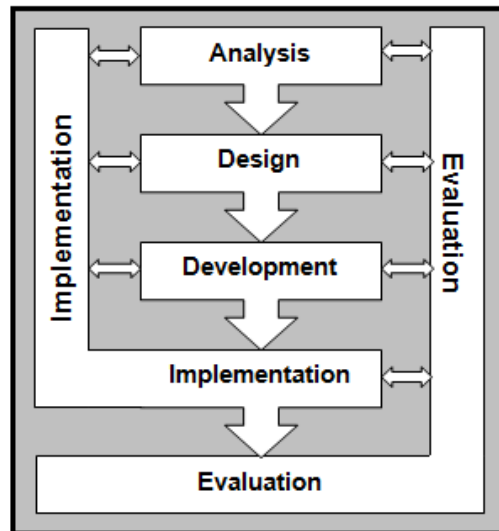 Analysis
Design
Development
Implementation
Evaluation
Implementation
Evaluation